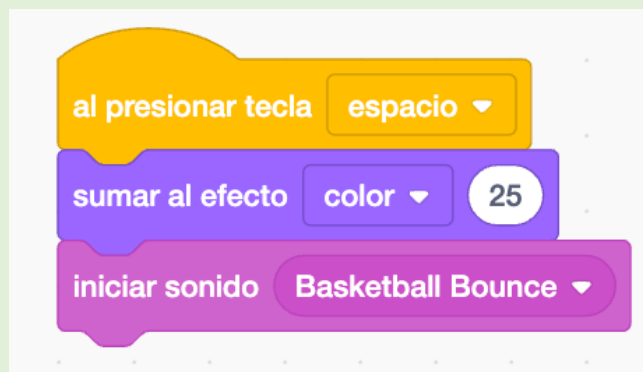 al presionar tecla espacio
sumar al efecto color 25
iniciar sonido Basketball Bounce